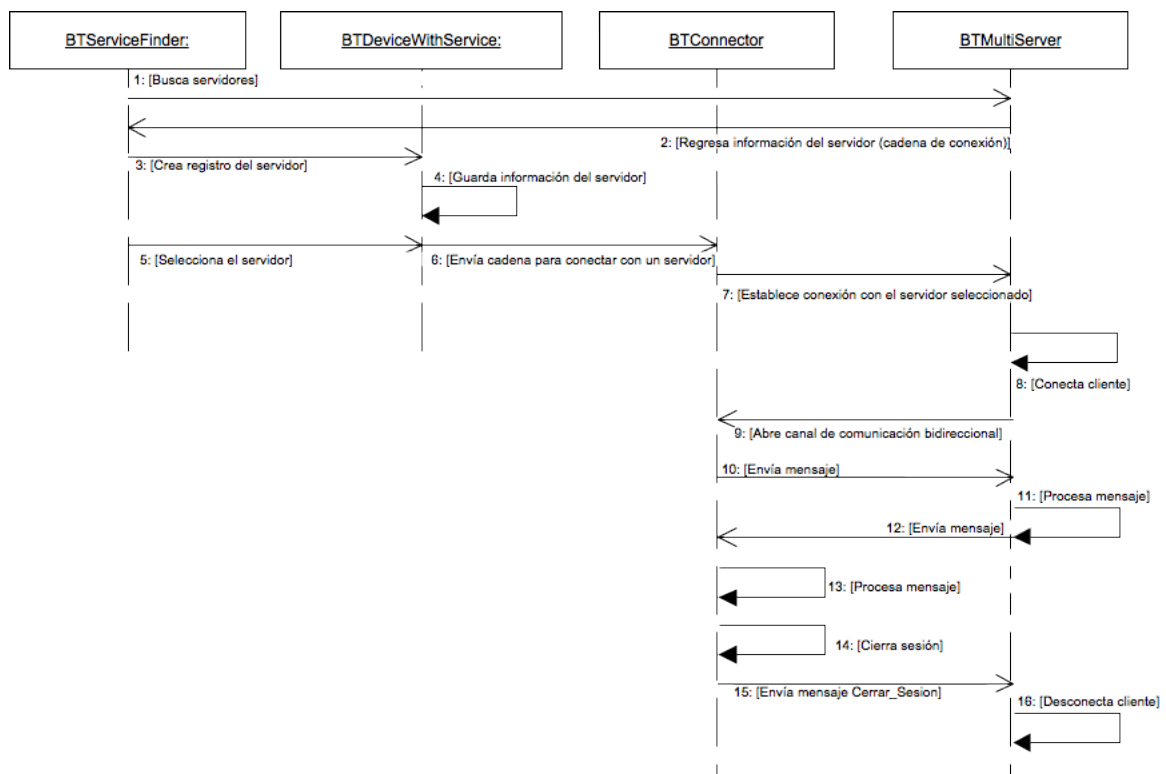 BTServiceFinder:
BTDeviceWithService:
BTConnector
BTMultiServer
1: [Busca servidores]
2: [Regresa información del servidor (cadena de conexión)]
3: [Crea registro del servidor]
4: [Guarda información del servidor]
5: [Selecciona el servidor]
6: [Envía cadena para conectar con un servidor]
7: [Establece conexión con el servidor seleccionado]
8: [Conecta cliente]
9: [Abre canal de comunicación bidireccional]
10: [Envía mensaje]
11: [Procesa mensaje]
12: [Envía mensaje]
13: [Procesa mensaje]
14: [Cierra sesión]
15: [Envía mensaje Cerrar_Sesion]
16: [Desconecta cliente]